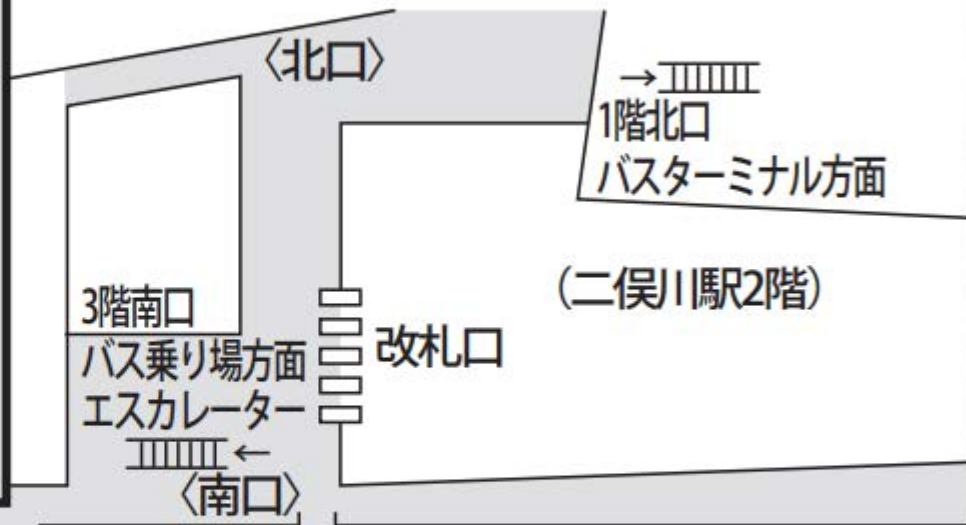 〈北口〉
→
1階北口
バスターミナル方面
(二俣川駅2階)
3階南口
バス乗り場方面
エスカレーター
改札口
←
〈南口〉